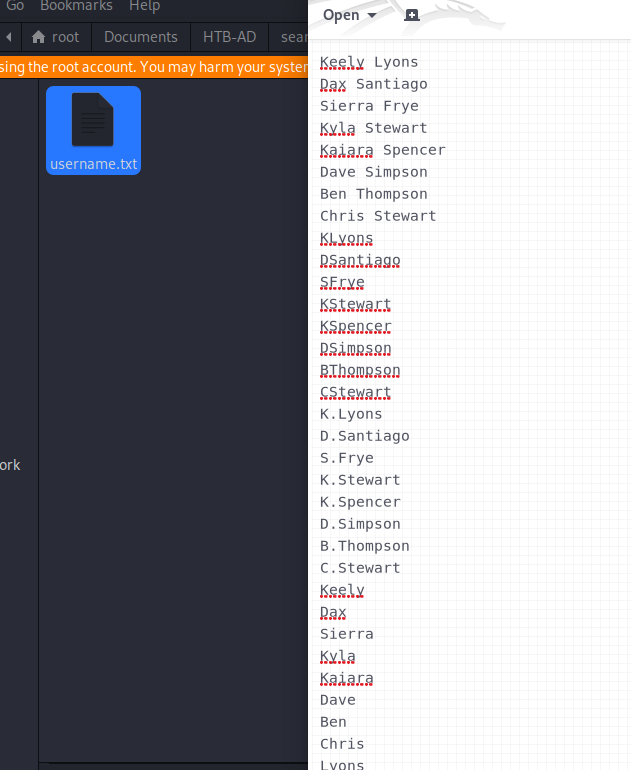 Go Bookmarks Help
root Documents HTB-AD sear
sing the root account. You may harm your system
username.txt
ork
Open
Keely Lyons
Dax Santiago
Sierra Frye
Kyla Stewart
Kaiara Spencer
Dave Simpson
Ben Thompson
Chris Stewart
KLyons
DSantiago
SFrye
KStewart
KSpencer
DSimpson
BThompson
CStewart
K.Lyons
D.Santiago
S.Frye
K.Stewart
K.Spencer
D.Simpson
B.Thompson
C.Stewart
Keely
Dax
Sierra
Kyla
Kaiara
Dave
Ben
Chris
Lyons